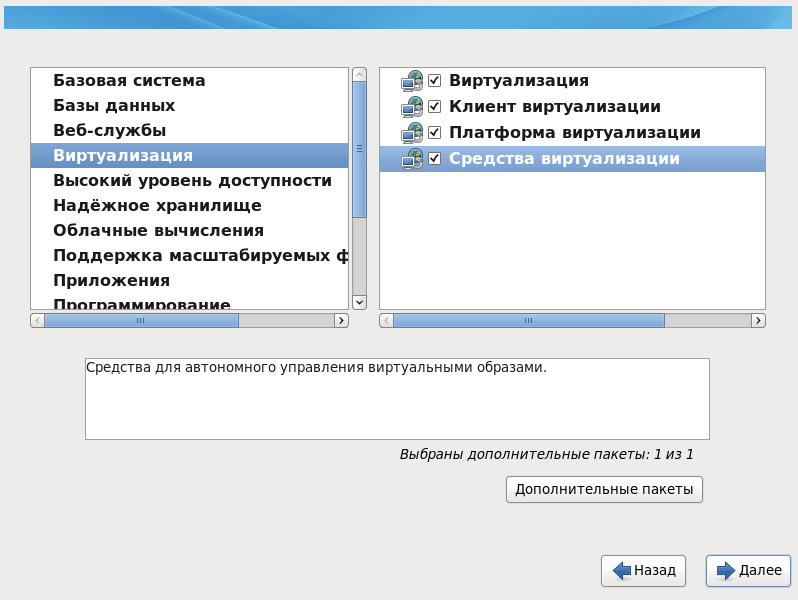 Базовая система
Базы данных
Веб-службы
Виртуализация
Высокий уровень доступности
Надёжное хранилище
Облачные вычисления
Поддержка масштабируемых ф
Приложения
Программирование
Виртуализация
Клиент виртуализации
Платформа виртуализации
Средства виртуализации
Средства для автономного управления виртуальными образами.
Выбраны дополнительные пакеты: 1 из 1
Дополнительные пакеты
Назад
Далее